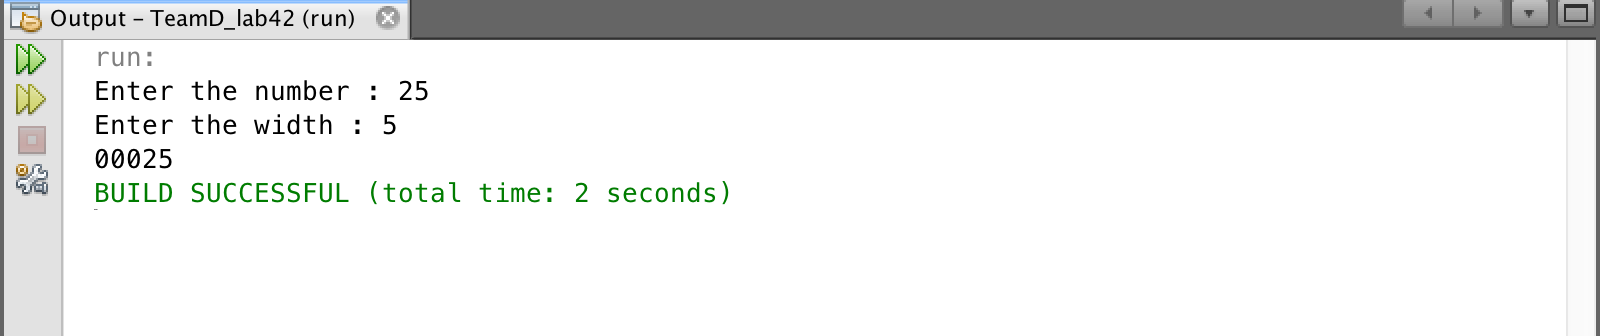 Output – TeamD_lab42 (run)
run:
Enter the number : 25
Enter the width : 5
00025
BUILD SUCCESSFUL (total time: 2 seconds)